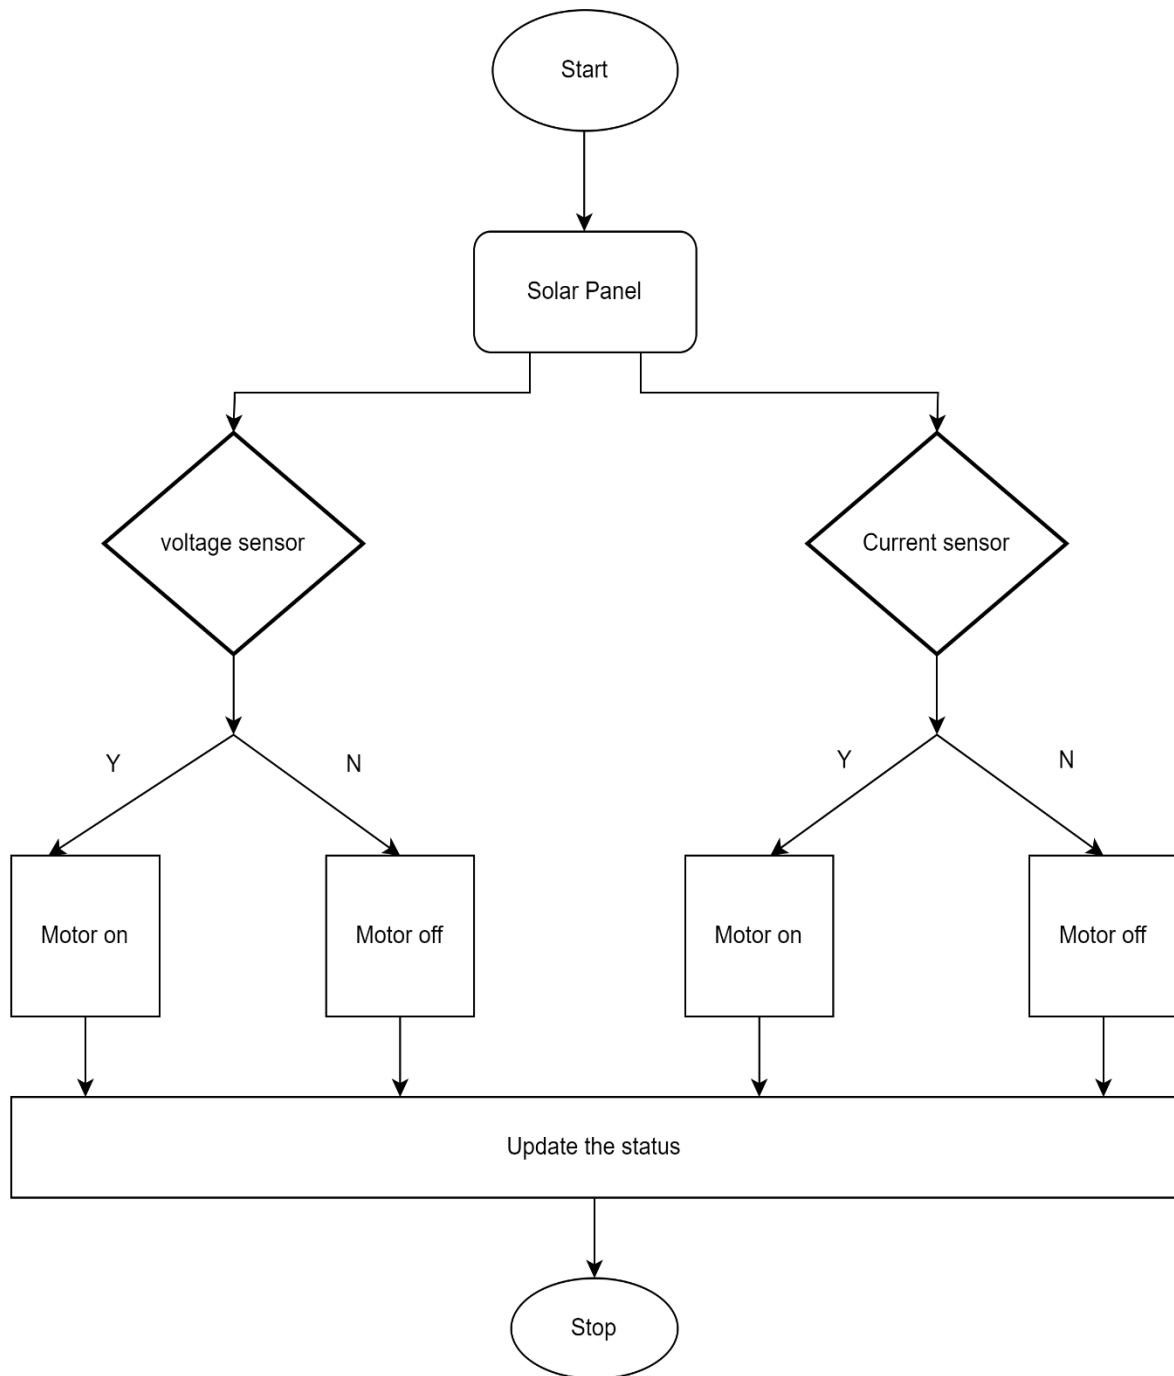 Start
Solar Panel
voltage sensor
Current sensor
Y
N
Y
N
Motor on
Motor off
Motor on
Motor off
Update the status
Stop